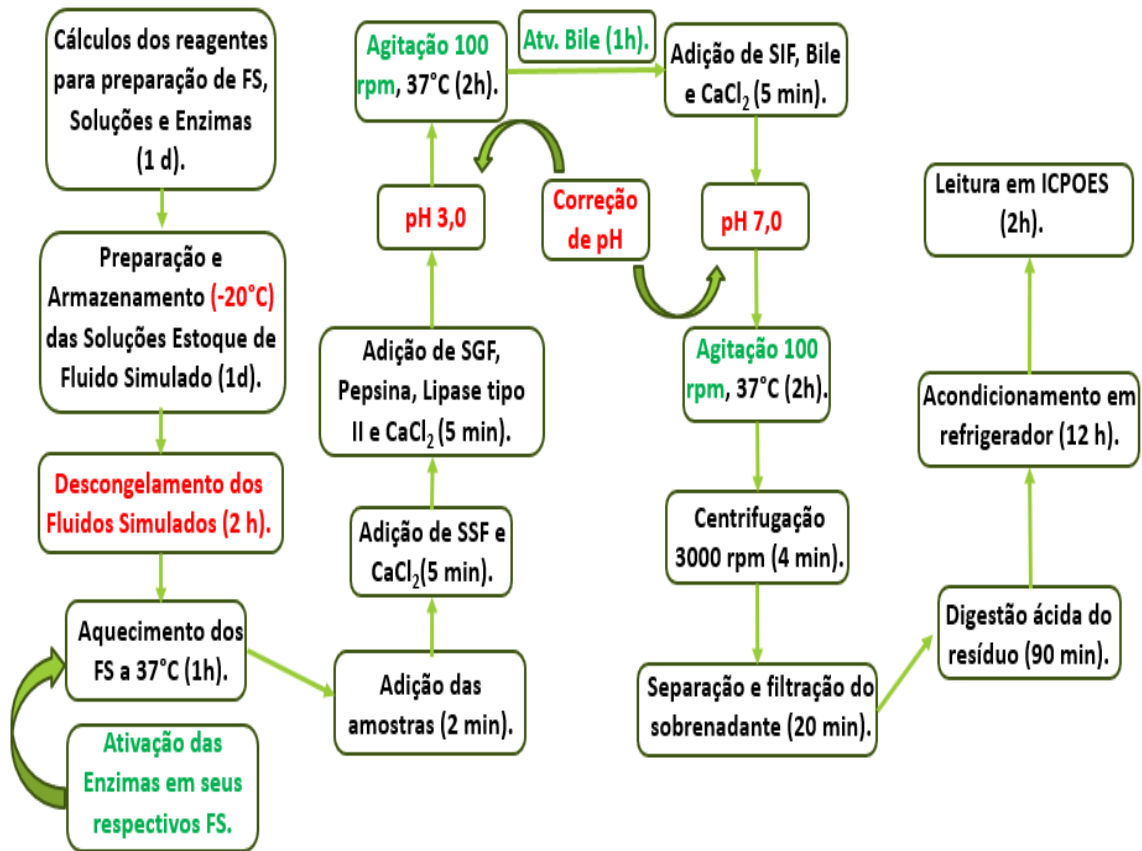 Cálculos dos reagentes
para preparação de FS,
Soluções e Enzimas
(1 d).
Preparação e
Armazenamento (-20°C)
das Soluções Estoque de
Fluido Simulado (1d).
Descongelamento dos
Fluidos Simulados (2 h).
Aquecimento dos
FS a 37°C (1h).
Ativação das
Enzimas em seus
respectivos FS.
Adição das
amostras (2 min).
Adição de SSF e
CaCl₂(5 min).
Adição de SGF,
Pepsina, Lipase tipo
II e CaCl₂ (5 min).
pH 3,0
Correção
de pH
Agitação 100
rpm, 37°C (2h).
Atv. Bile (1h).
Adição de SIF, Bile
e CaCl₂ (5 min).
pH 7,0
Agitação 100
rpm, 37°C (2h).
Centrifugação
3000 rpm (4 min).
Separação e filtração do
sobrenadante (20 min).
Digestão ácida do
resíduo (90 min).
Acondicionamento em
refrigerador (12 h).
Leitura em ICPOES
(2h).